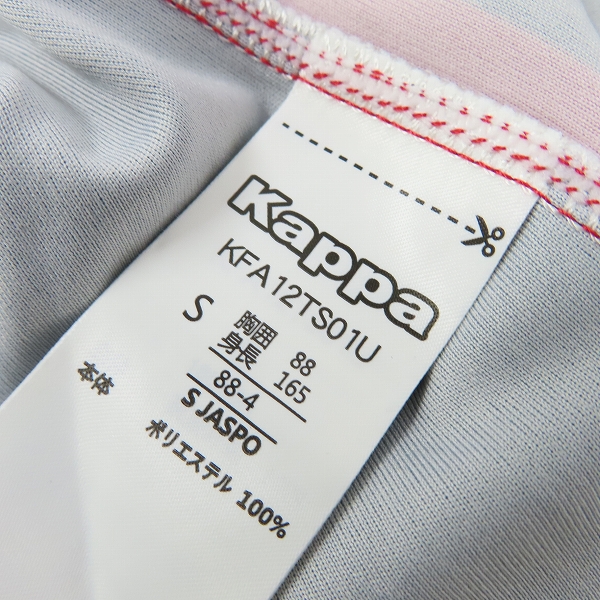 Kappa
KFA12TS01U
S
胸囲 88
身長 165
88-4
S JASPO
本体
ポリエステル 100%